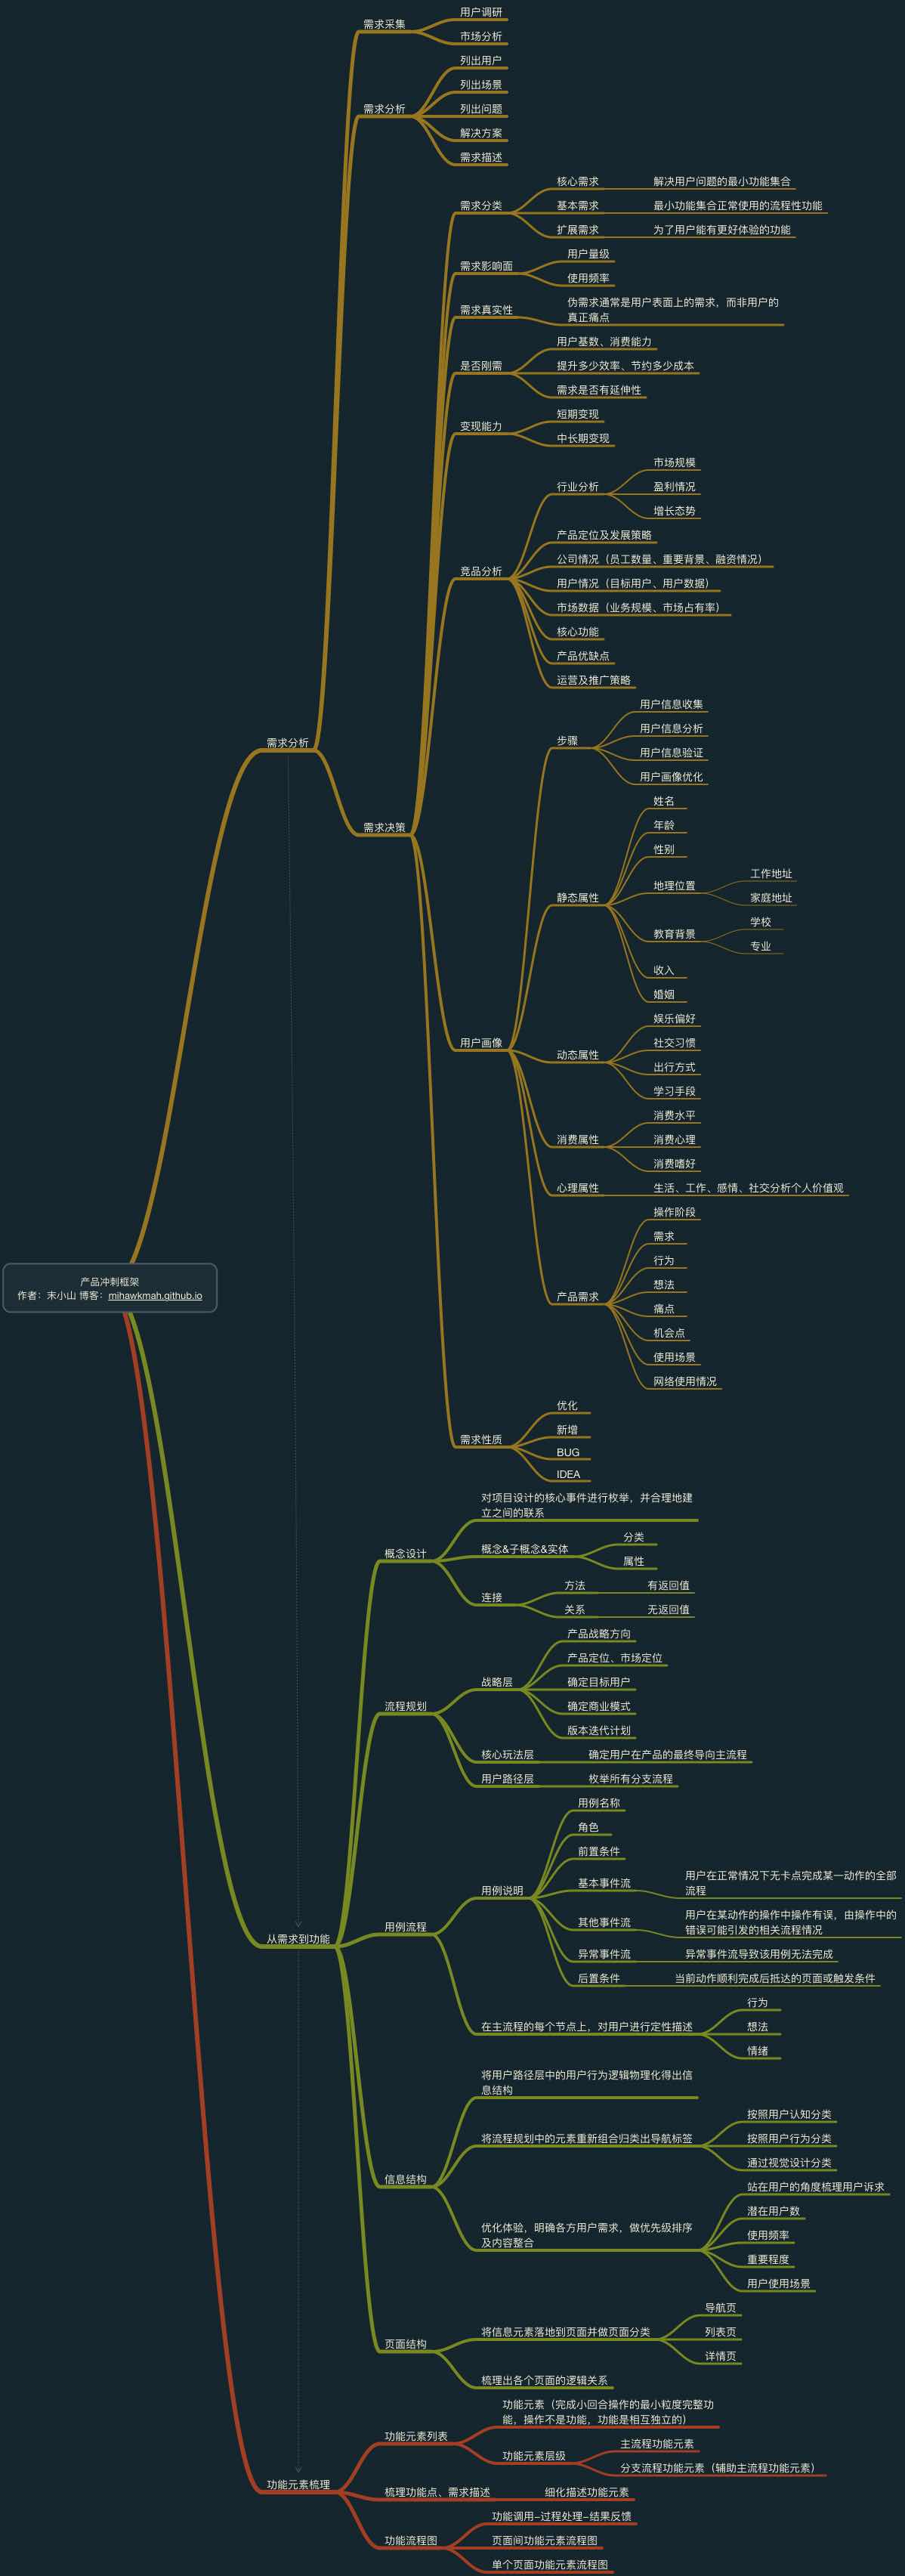 需求采集
用户调研
市场分析
需求分析
列出用户
列出场景
列出问题
解决方案
需求描述
需求分析
需求决策
需求分类
核心需求
解决用户问题的最小功能集合
基本需求
最小功能集合正常使用的流程性功能
扩展需求
为了用户能有更好体验的功能
需求影响面
用户量级
使用频率
需求真实性
伪需求通常是用户表面上的需求，而非用户的
真正痛点
是否刚需
用户基数、消费能力
提升多少效率、节约多少成本
需求是否有延伸性
变现能力
短期变现
中长期变现
竞品分析
行业分析
市场规模
盈利情况
增长态势
产品定位及发展策略
公司情况（员工数量、重要背景、融资情况）
用户情况（目标用户、用户数据）
市场数据（业务规模、市场占有率）
核心功能
产品优缺点
运营及推广策略
用户画像
步骤
用户信息收集
用户信息分析
用户信息验证
用户画像优化
静态属性
姓名
年龄
性别
地理位置
工作地址
家庭地址
教育背景
学校
专业
收入
婚姻
动态属性
娱乐偏好
社交习惯
出行方式
学习手段
消费属性
消费水平
消费心理
消费嗜好
心理属性
生活、工作、感情、社交分析个人价值观
产品需求
操作阶段
需求
行为
想法
痛点
机会点
使用场景
网络使用情况
需求性质
优化
新增
BUG
IDEA
产品冲刺框架
作者：末小山 博客：mihawkmah.github.io
从需求到功能
概念设计
对项目设计的核心事件进行枚举，并合理地建
立之间的联系
概念&子概念&实体
分类
属性
连接
方法
有返回值
关系
无返回值
流程规划
战略层
产品战略方向
产品定位、市场定位
确定目标用户
确定商业模式
版本迭代计划
核心玩法层
确定用户在产品的最终导向主流程
用户路径层
枚举所有分支流程
用例流程
用例说明
用例名称
角色
前置条件
基本事件流
用户在正常情况下无卡点完成某一动作的全部
流程
其他事件流
用户在某动作的操作中操作有误，由操作中的
错误可能引发的相关流程情况
异常事件流
异常事件流导致该用例无法完成
后置条件
当前动作顺利完成后抵达的页面或触发条件
在主流程的每个节点上，对用户进行定性描述
行为
想法
情绪
信息结构
将用户路径层中的用户行为逻辑物理化得出信
息结构
将流程规划中的元素重新组合归类出导航标签
按照用户认知分类
按照用户行为分类
通过视觉设计分类
优化体验，明确各方用户需求，做优先级排序
及内容整合
站在用户的角度梳理用户诉求
潜在用户数
使用频率
重要程度
用户使用场景
页面结构
将信息元素落地到页面并做页面分类
导航页
列表页
详情页
梳理出各个页面的逻辑关系
功能元素梳理
功能元素列表
功能元素（完成小回合操作的最小粒度完整功
能，操作不是功能，功能是相互独立的）
功能元素层级
主流程功能元素
分支流程功能元素（辅助主流程功能元素）
梳理功能点、需求描述
细化描述功能元素
功能流程图
功能调用–过程处理–结果反馈
页面间功能元素流程图
单个页面功能元素流程图